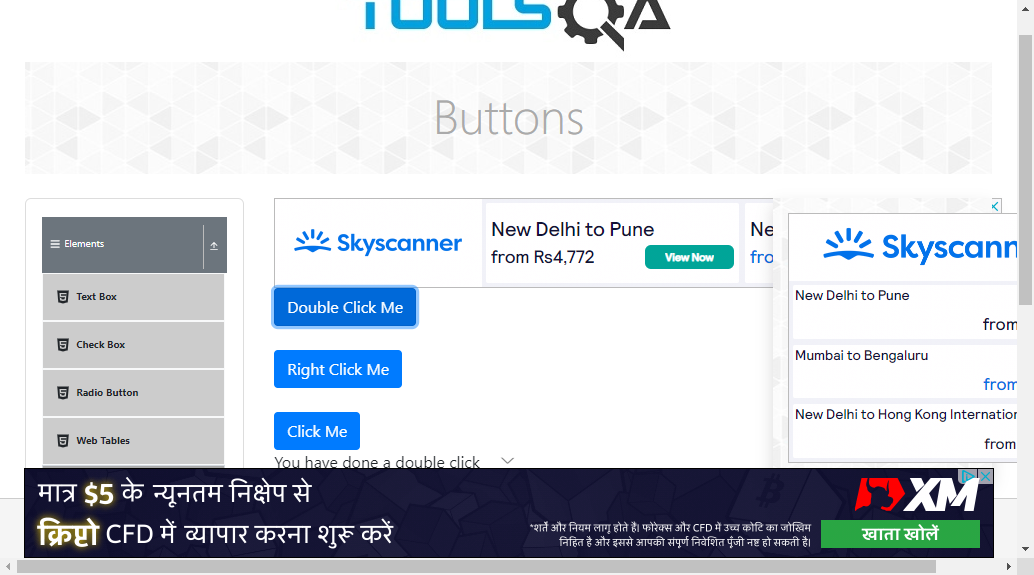 TOOLSQA
Buttons
Elements
Text Box
Check Box
Radio Button
Web Tables
Skyscanner
New Delhi to Pune
from Rs4,772
View Now
Ne
fro
Double Click Me
Right Click Me
Click Me
You have done a double click
Skyscann
New Delhi to Pune
from
Mumbai to Bengaluru
from
New Delhi to Hong Kong Internation
from
मात्र $5 के न्यूनतम निक्षेप से
क्रिप्टो CFD में व्यापार करना शुरू करें
*शर्तें और नियम लागू होते हैं। फोरेक्स और CFD में उच्च कोटि का जोखिम
निहित है और इससे आपकी संपूर्ण निवेशित पूँजी नष्ट हो सकती है।
XM
खाता खोलें